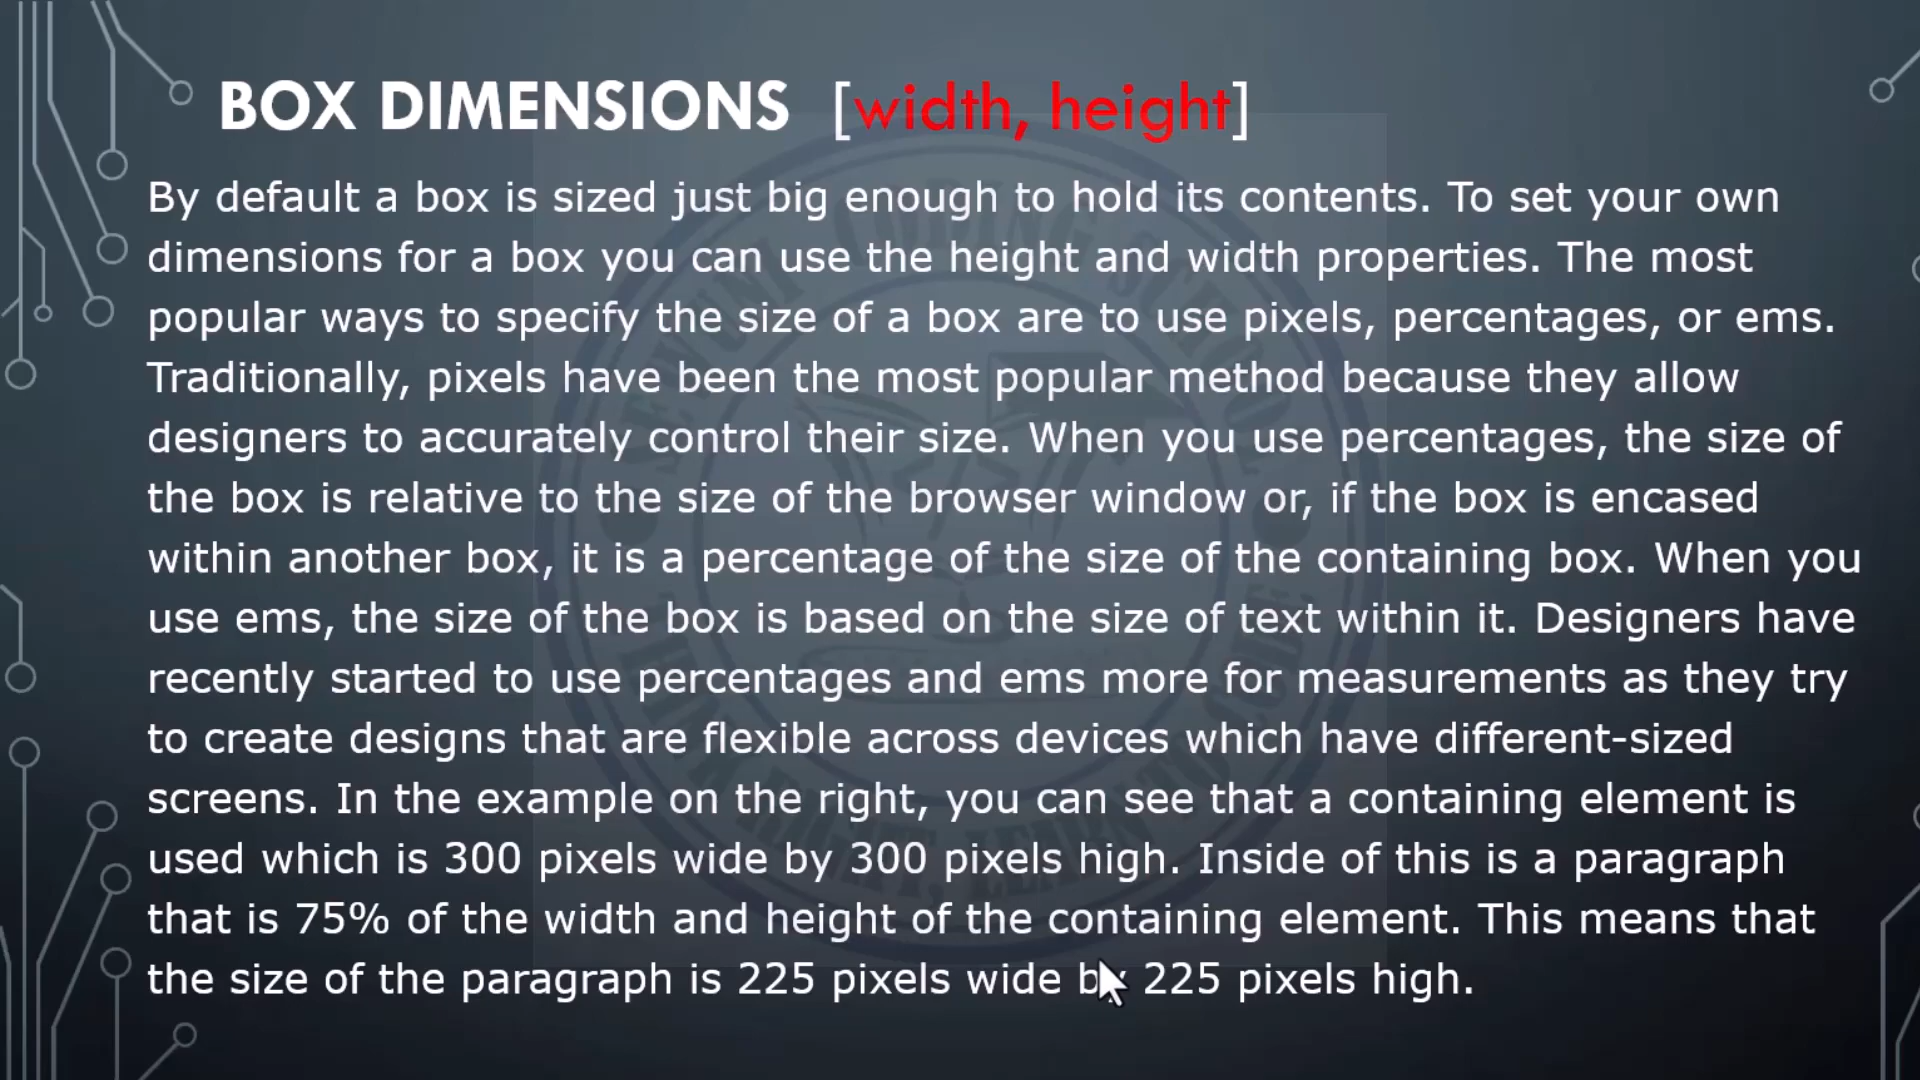 BOX DIMENSIONS [width, height]
By default a box is sized just big enough to hold its contents. To set your own
dimensions for a box you can use the height and width properties. The most
popular ways to specify the size of a box are to use pixels, percentages, or ems.
Traditionally, pixels have been the most popular method because they allow
designers to accurately control their size. When you use percentages, the size of
the box is relative to the size of the browser window or, if the box is encased
within another box, it is a percentage of the size of the containing box. When you
use ems, the size of the box is based on the size of text within it. Designers have
recently started to use percentages and ems more for measurements as they try
to create designs that are flexible across devices which have different-sized
screens. In the example on the right, you can see that a containing element is
used which is 300 pixels wide by 300 pixels high. Inside of this is a paragraph
that is 75% of the width and height of the containing element. This means that
the size of the paragraph is 225 pixels wide by 225 pixels high.